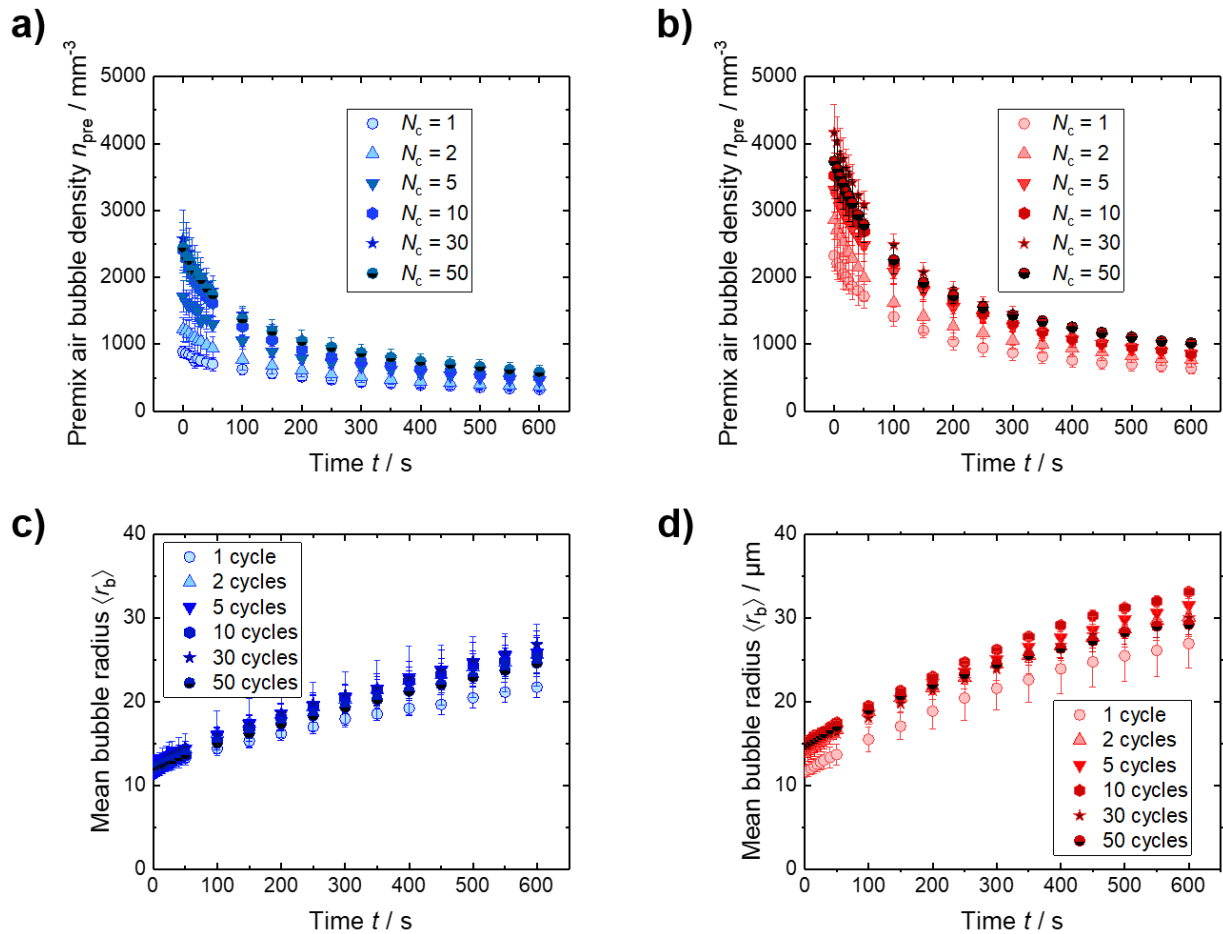 a)
Premix air bubble density n_pre / mm⁻³
5000
4000
3000
2000
1000
0
N_c = 1
N_c = 2
N_c = 5
N_c = 10
N_c = 30
N_c = 50
0 100 200 300 400 500 600
Time t / s
b)
Premix air bubble density n_pre / mm⁻³
5000
4000
3000
2000
1000
0
N_c = 1
N_c = 2
N_c = 5
N_c = 10
N_c = 30
N_c = 50
0 100 200 300 400 500 600
Time t / s
c)
Mean bubble radius ⟨r_b⟩
40
30
20
10
0
1 cycle
2 cycles
5 cycles
10 cycles
30 cycles
50 cycles
0 100 200 300 400 500 600
Time t / s
d)
Mean bubble radius ⟨r_b⟩ / µm
40
30
20
10
0
1 cycle
2 cycles
5 cycles
10 cycles
30 cycles
50 cycles
0 100 200 300 400 500 600
Time t / s